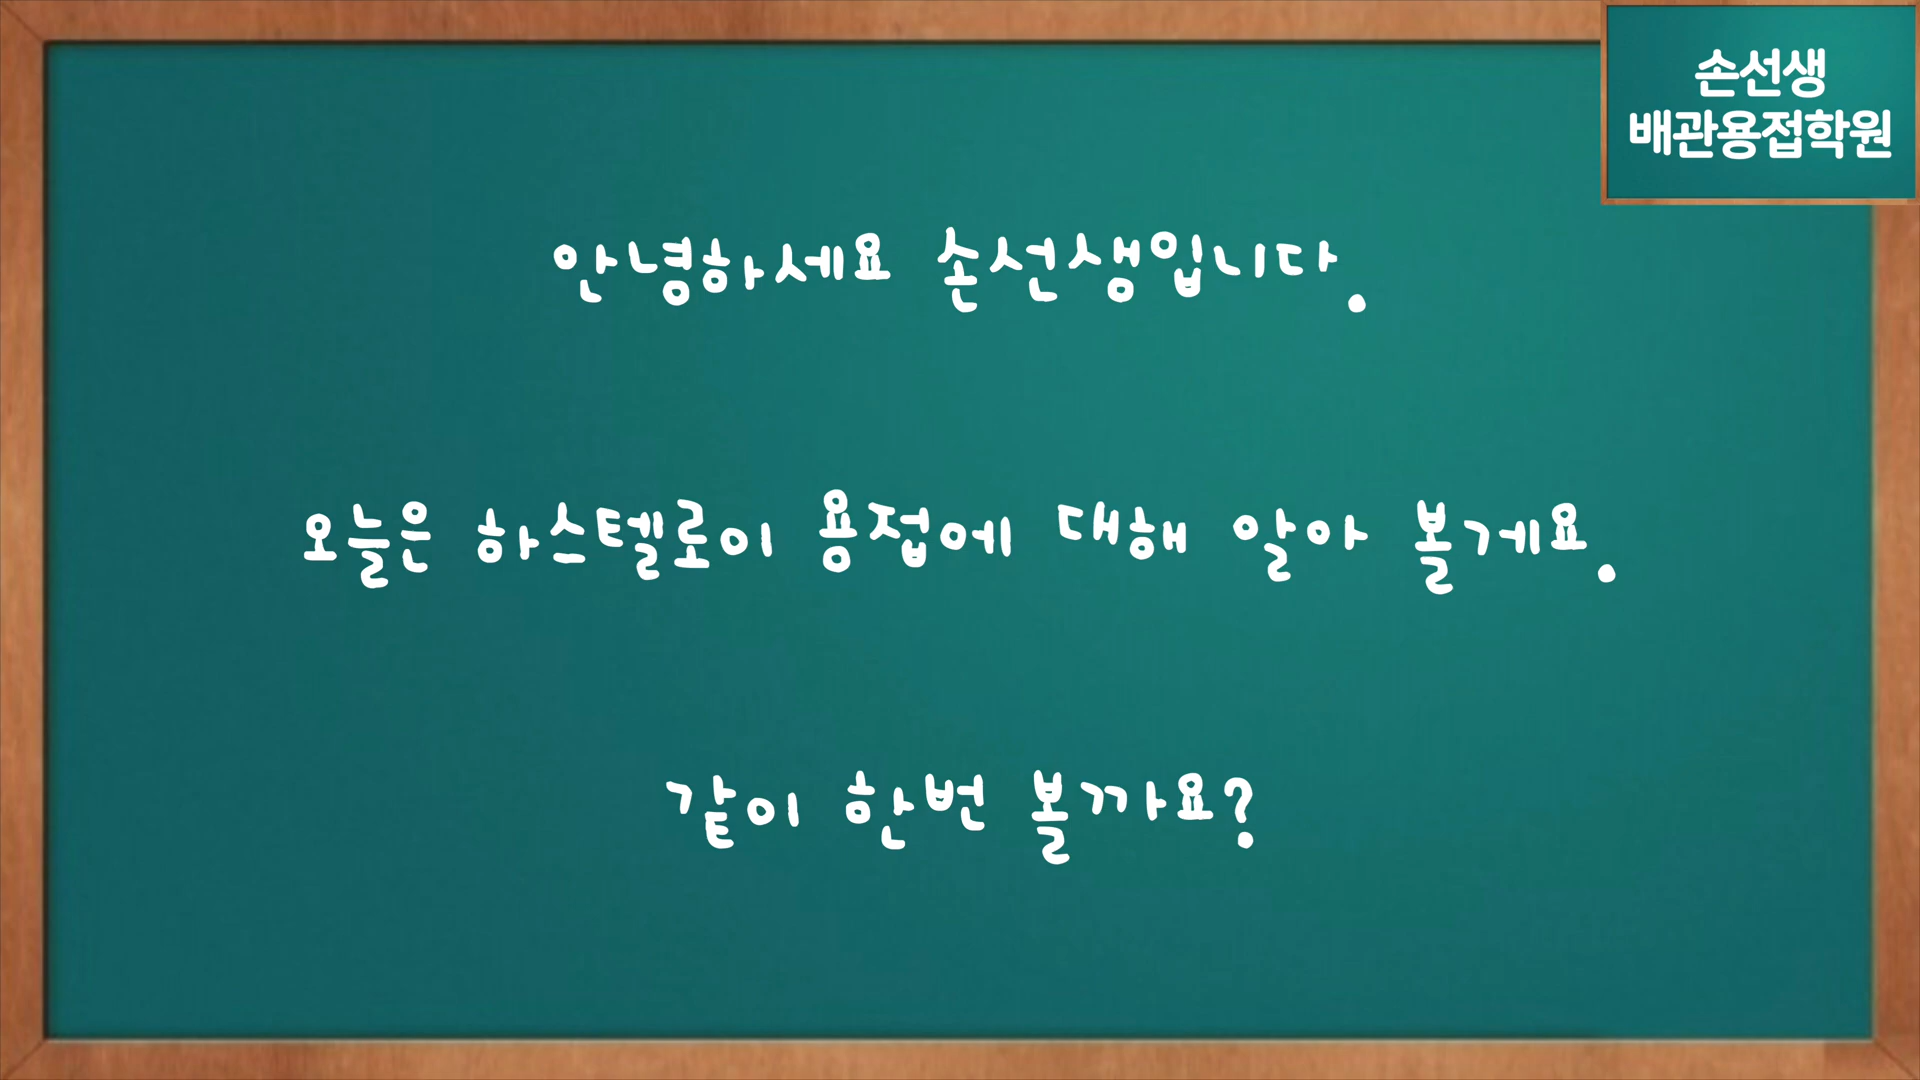 손선생
배관용접학원
안녕하세요 손선생입니다.
오늘은 하스텔로이 용접에 대해 알아 볼게요.
같이 한번 볼까요?